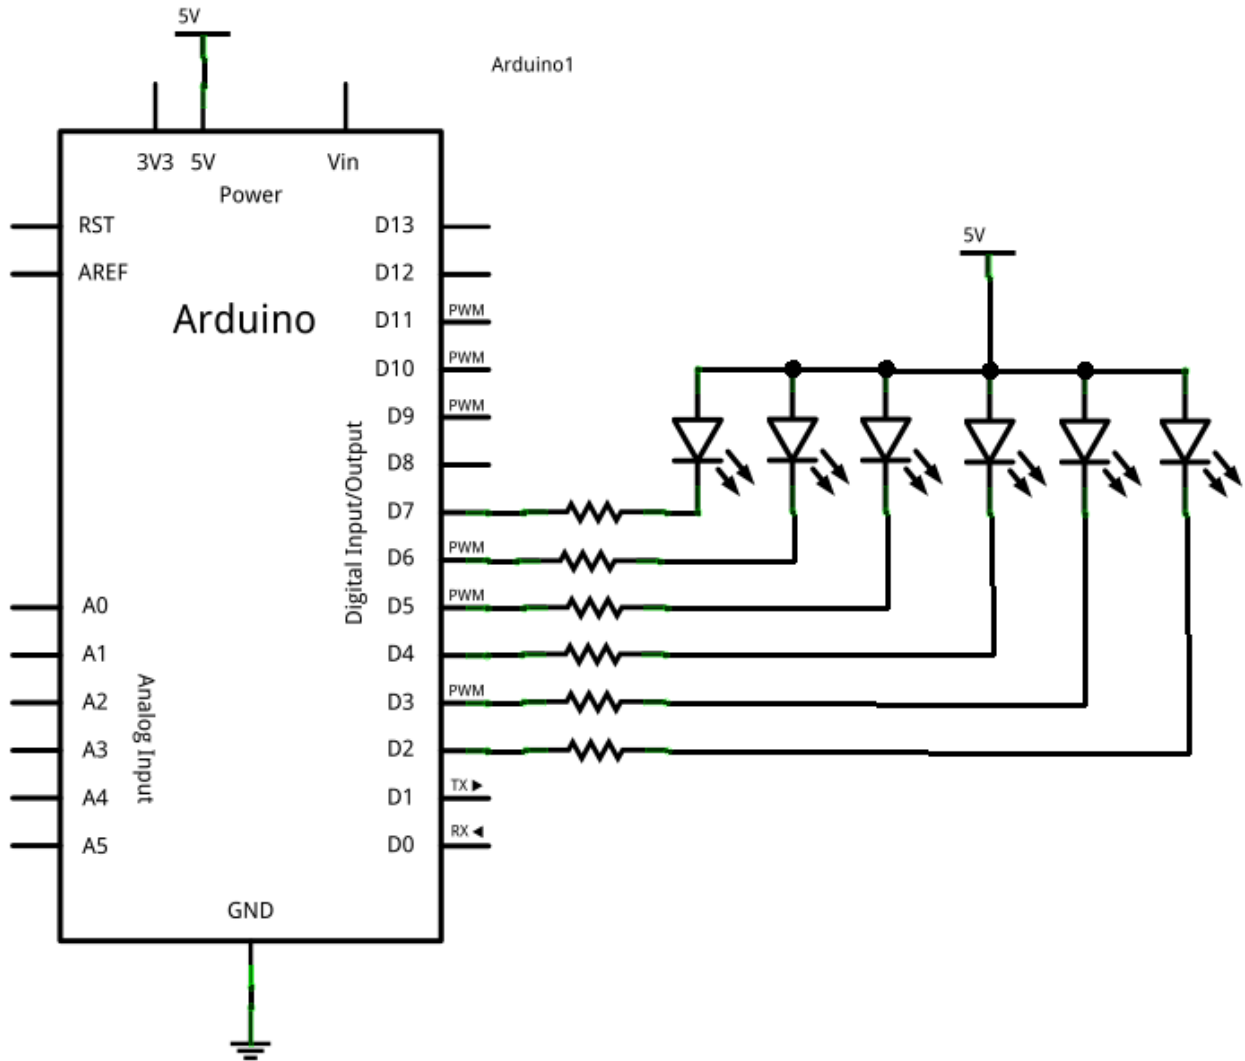 5V
Arduino1
3V3 5V Vin
Power
RST
AREF
Arduino
D13
D12
PWM
D11
PWM
D10
PWM
D9
D8
D7
PWM
D6
PWM
D5
D4
PWM
D3
D2
TX
D1
RX
D0
Digital Input/Output
A0
A1
A2
A3
A4
A5
Analog Input
GND
5V